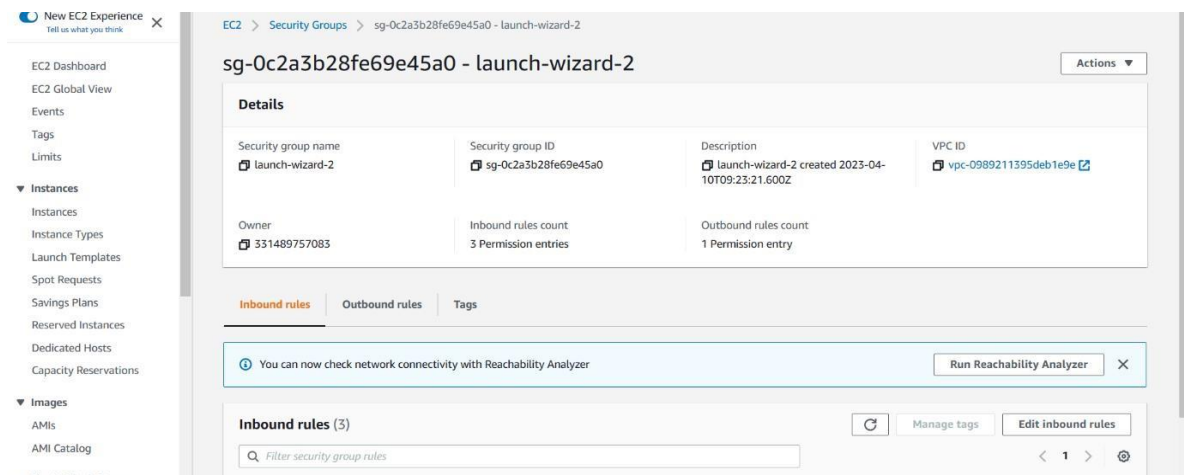 New EC2 Experience
Tell us what you think
EC2 Dashboard
EC2 Global View
Events
Tags
Limits
Instances
Instances
Instance Types
Launch Templates
Spot Requests
Savings Plans
Reserved Instances
Dedicated Hosts
Capacity Reservations
Images
AMIs
AMI Catalog
EC2 > Security Groups > sg-0c2a3b28fe69e45a0 - launch-wizard-2
sg-0c2a3b28fe69e45a0 - launch-wizard-2
Actions
Details
Security group name
launch-wizard-2
Security group ID
sg-0c2a3b28fe69e45a0
Description
launch-wizard-2 created 2023-04-
10T09:23:21.600Z
VPC ID
vpc-0989211395deb1e9e
Owner
331489757083
Inbound rules count
3 Permission entries
Outbound rules count
1 Permission entry
Inbound rules
Outbound rules
Tags
You can now check network connectivity with Reachability Analyzer
Run Reachability Analyzer
Inbound rules (3)
Manage tags
Edit inbound rules
Filter security group rules
< 1 >